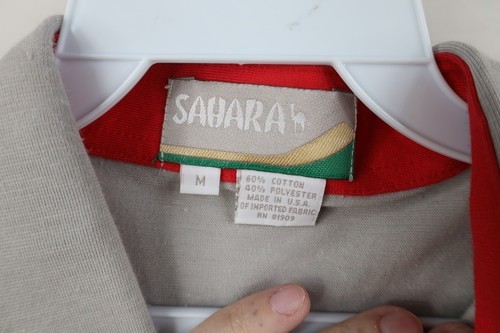 SAHARA
M
60% COTTON
40% POLYESTER
MADE IN U.S.A.
OF IMPORTED FABRIC
RN 81909